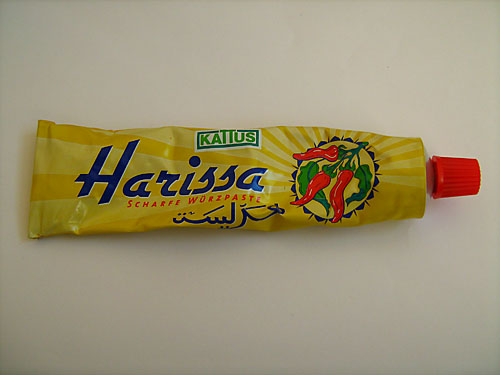 KATTUS
Harissa
SCHARFE WÜRZPASTE
هريسة